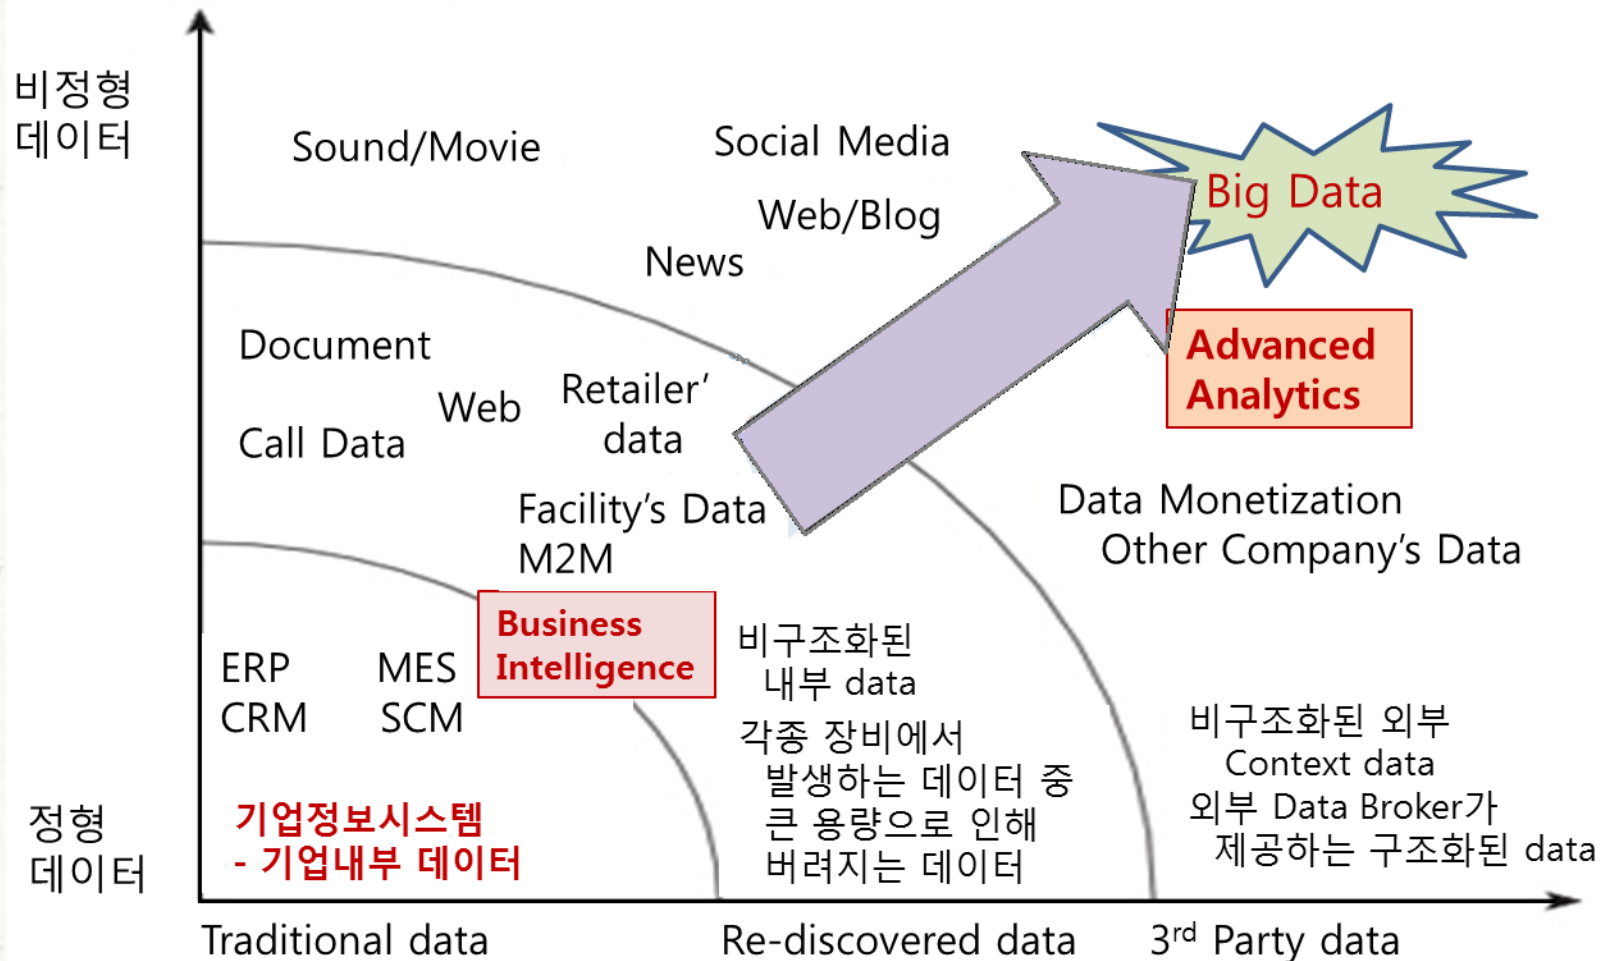 비정형
데이터
Sound/Movie
Social Media
Web/Blog
News
Big Data
Advanced
Analytics
Document
Web
Call Data
Retailer’
data
Facility’s Data
M2M
Data Monetization
Other Company’s Data
Business
Intelligence
ERP MES
CRM SCM
비구조화된
내부 data
각종 장비에서
발생하는 데이터 중
큰 용량으로 인해
버려지는 데이터
비구조화된 외부
Context data
외부 Data Broker가
제공하는 구조화된 data
정형
데이터
기업정보시스템
- 기업내부 데이터
Traditional data
Re-discovered data
3rd Party data